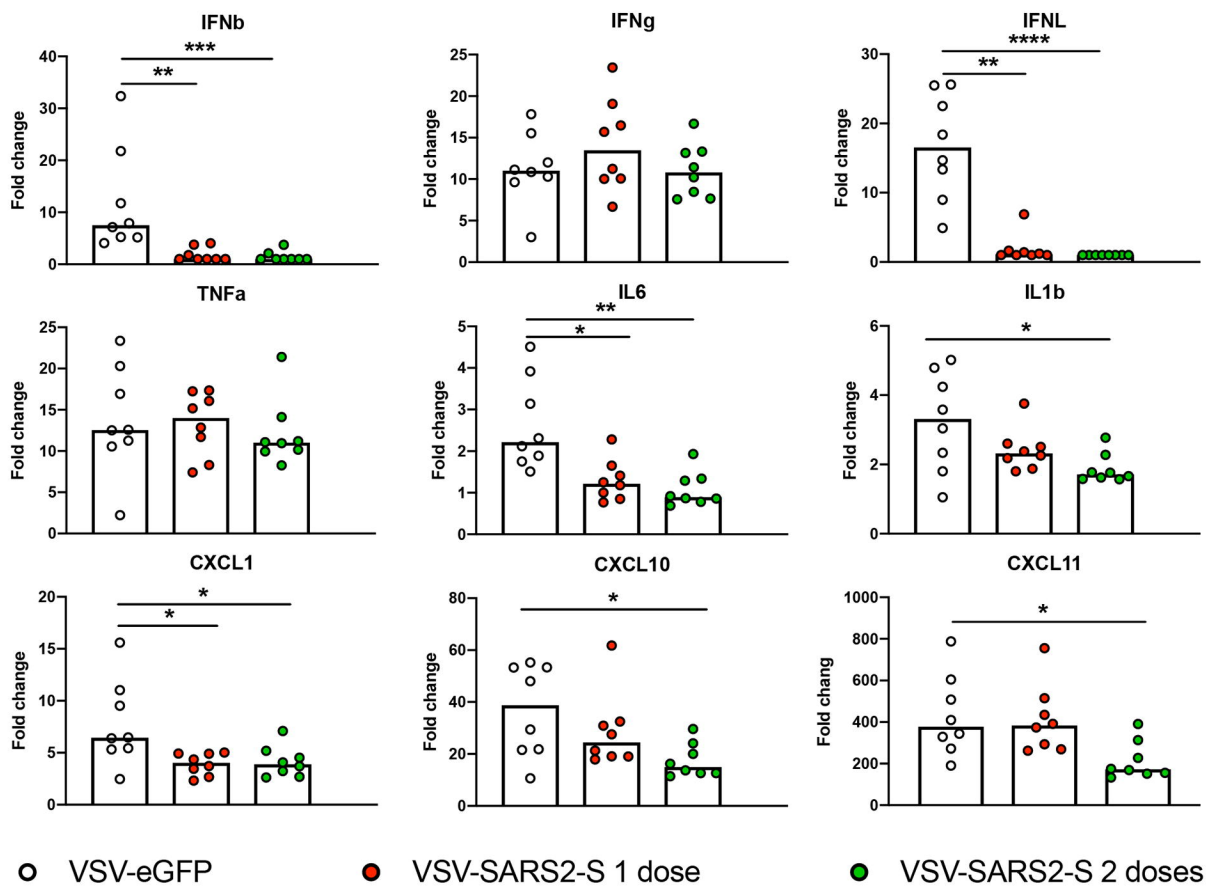 IFNb
Fold change
40
30
20
10
0
**
***
IFNg
Fold change
25
20
15
10
5
0
IFNL
Fold change
30
20
10
0
**
****
TNFa
Fold change
25
20
15
10
5
0
IL6
Fold change
5
4
3
2
1
0
*
**
IL1b
Fold change
6
4
2
0
*
CXCL1
Fold change
20
15
10
5
0
*
*
CXCL10
Fold change
80
60
40
20
0
*
CXCL11
Fold chang
1000
800
600
400
200
0
*
VSV-eGFP
VSV-SARS2-S 1 dose
VSV-SARS2-S 2 doses